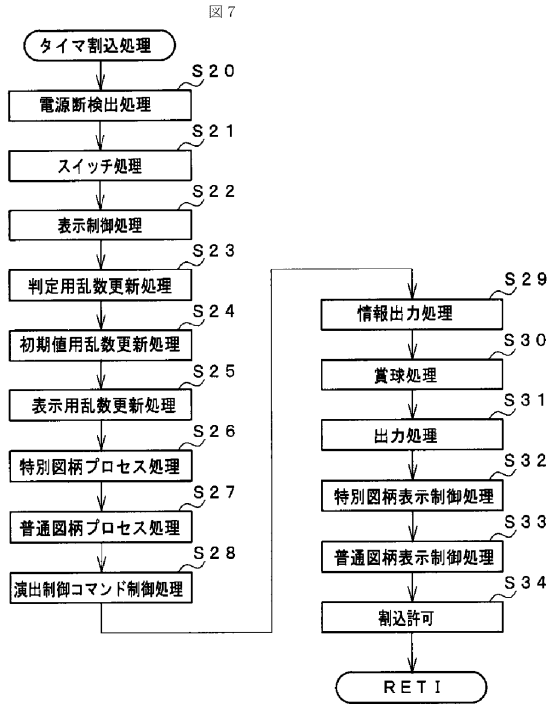 図７
タイマ割込処理
Ｓ２０
電源断検出処理
Ｓ２１
スイッチ処理
Ｓ２２
表示制御処理
Ｓ２３
判定用乱数更新処理
Ｓ２４
初期値用乱数更新処理
Ｓ２５
表示用乱数更新処理
Ｓ２６
特別図柄プロセス処理
Ｓ２７
普通図柄プロセス処理
Ｓ２８
演出制御コマンド制御処理
Ｓ２９
情報出力処理
Ｓ３０
賞球処理
Ｓ３１
出力処理
Ｓ３２
特別図柄表示制御処理
Ｓ３３
普通図柄表示制御処理
Ｓ３４
割込許可
ＲＥＴＩ